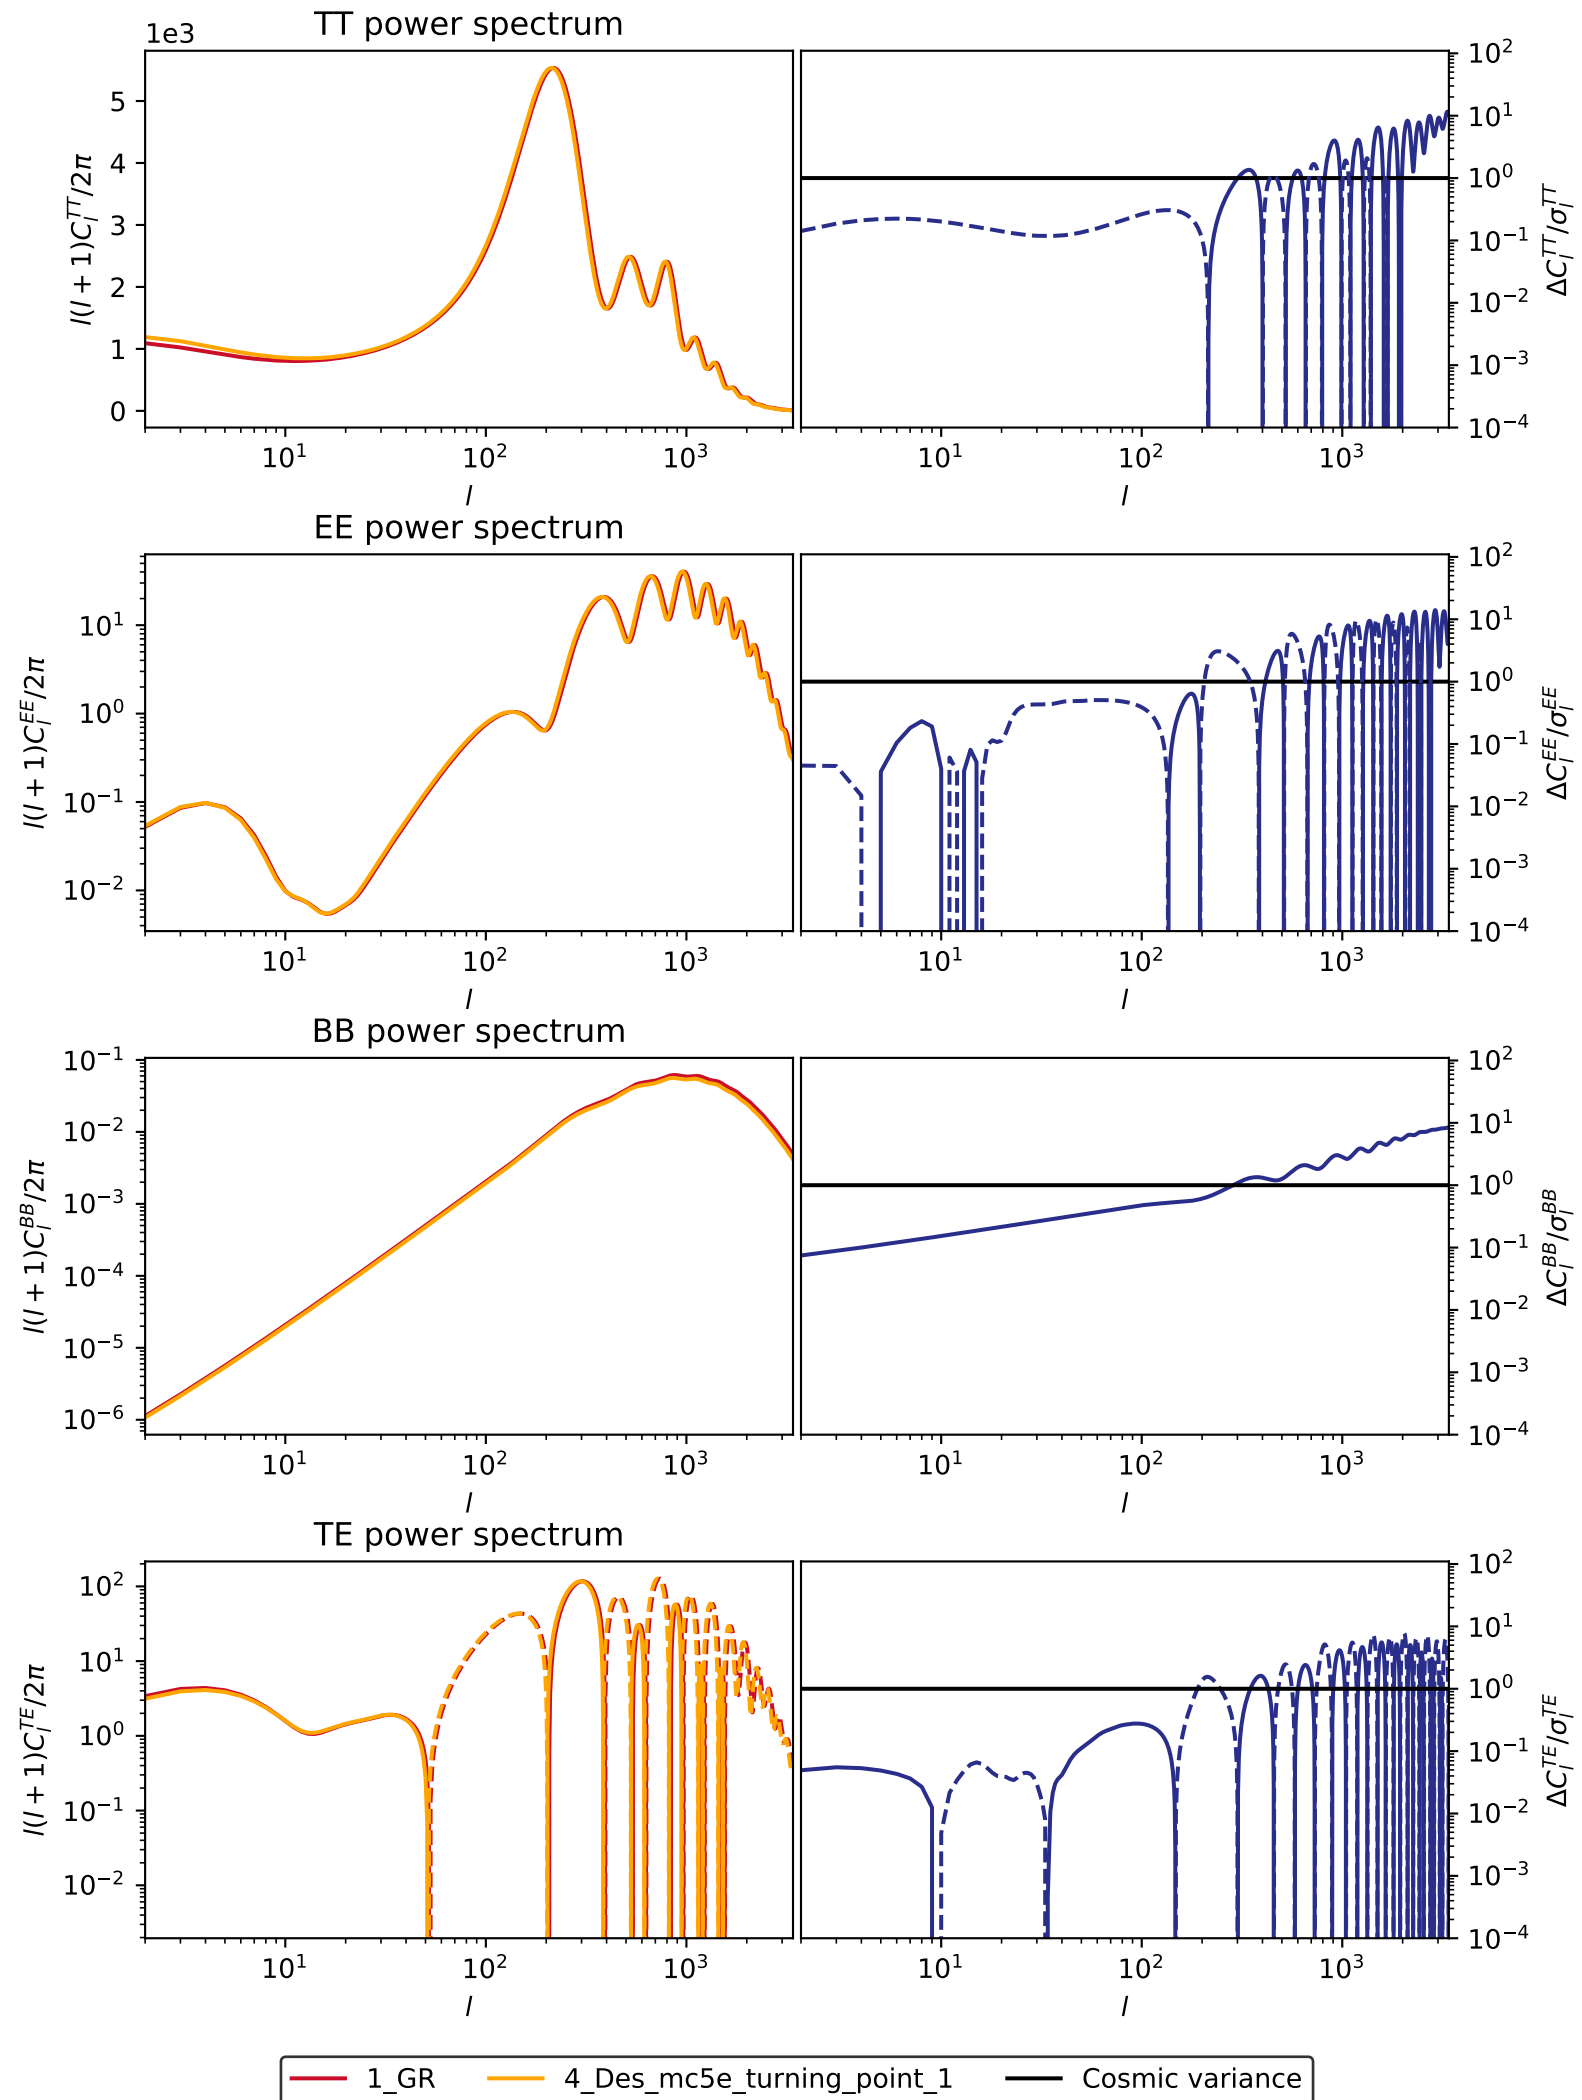 TT power spectrum
1e3
5
4
3
2
1
0
l(l + 1)C_l^{TT}/2π
10^1 10^2 10^3
l
10^2
10^1
10^0
10^{-1}
10^{-2}
10^{-3}
10^{-4}
ΔC_l^{TT}/σ_l^{TT}
10^1 10^2 10^3
l
EE power spectrum
10^1
10^0
10^{-1}
10^{-2}
l(l + 1)C_l^{EE}/2π
10^1 10^2 10^3
l
10^2
10^1
10^0
10^{-1}
10^{-2}
10^{-3}
10^{-4}
ΔC_l^{EE}/σ_l^{EE}
10^1 10^2 10^3
l
BB power spectrum
10^{-1}
10^{-2}
10^{-3}
10^{-4}
10^{-5}
10^{-6}
l(l + 1)C_l^{BB}/2π
10^1 10^2 10^3
l
10^2
10^1
10^0
10^{-1}
10^{-2}
10^{-3}
10^{-4}
ΔC_l^{BB}/σ_l^{BB}
10^1 10^2 10^3
l
TE power spectrum
10^2
10^1
10^0
10^{-1}
10^{-2}
l(l + 1)C_l^{TE}/2π
10^1 10^2 10^3
l
10^2
10^1
10^0
10^{-1}
10^{-2}
10^{-3}
10^{-4}
ΔC_l^{TE}/σ_l^{TE}
10^1 10^2 10^3
l
1_GR 4_Des_mc5e_turning_point_1 Cosmic variance